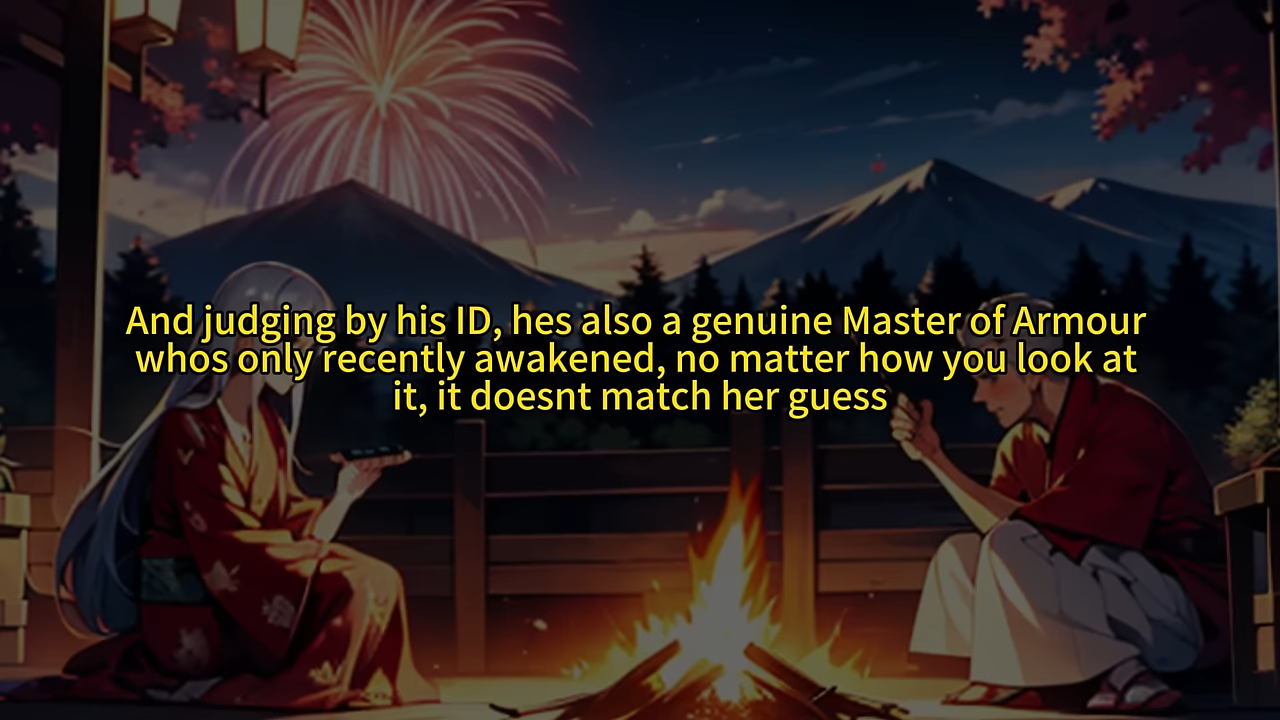 And judging by his ID, hes also a genuine Master of Armour
whos only recently awakened, no matter how you look at
it, it doesnt match her guess